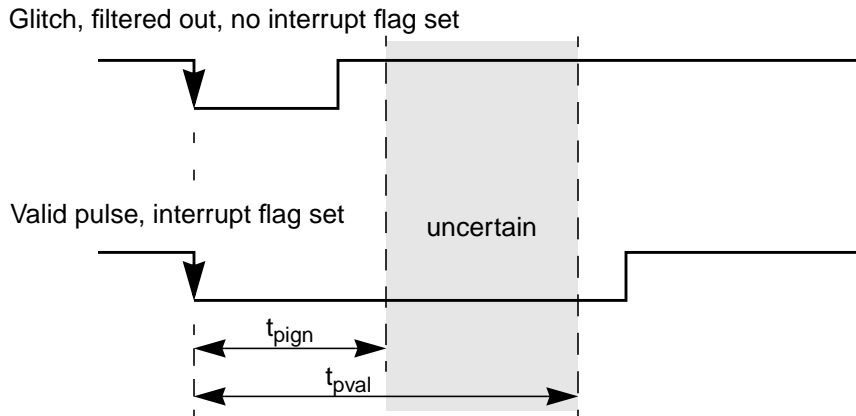 Glitch, filtered out, no interrupt flag set
Valid pulse, interrupt flag set
uncertain
tpign
tpval